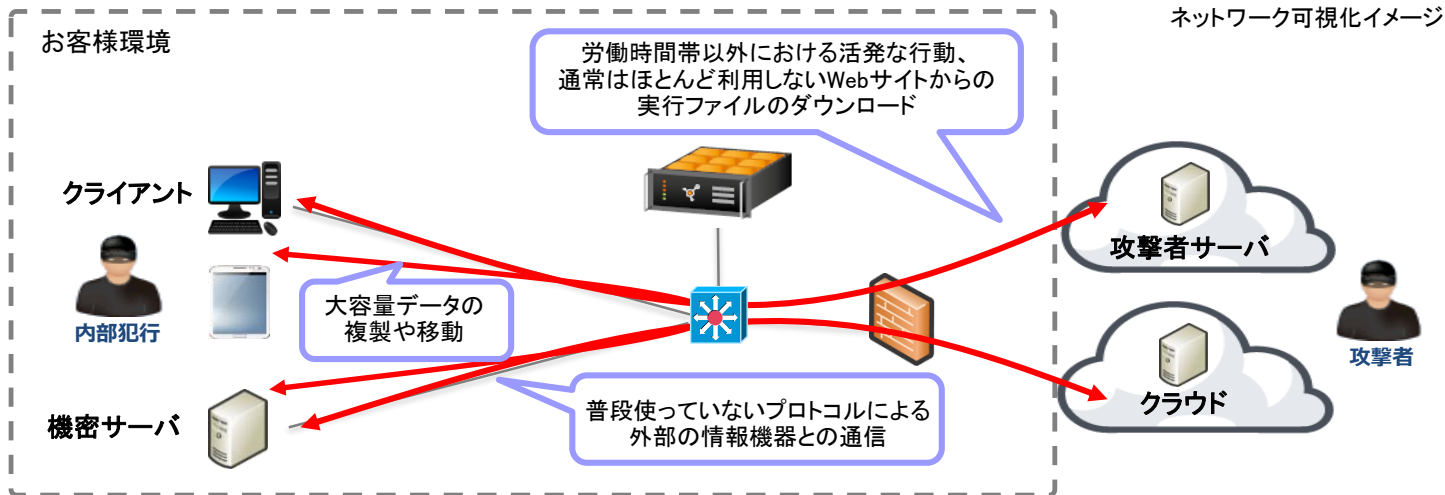 ネットワーク可視化イメージ
お客様環境
労働時間帯以外における活発な行動、
通常はほとんど利用しないWebサイトからの
実行ファイルのダウンロード
クライアント
攻撃者サーバ
大容量データの
複製や移動
内部犯行
攻撃者
普段使っていないプロトコルによる
外部の情報機器との通信
クラウド
機密サーバ